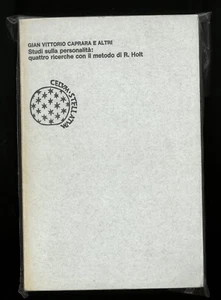 GIAN VITTORIO CAPRARA E ALTRI
Studi sulla personalità:
quattro ricerche con il metodo di R. Holt